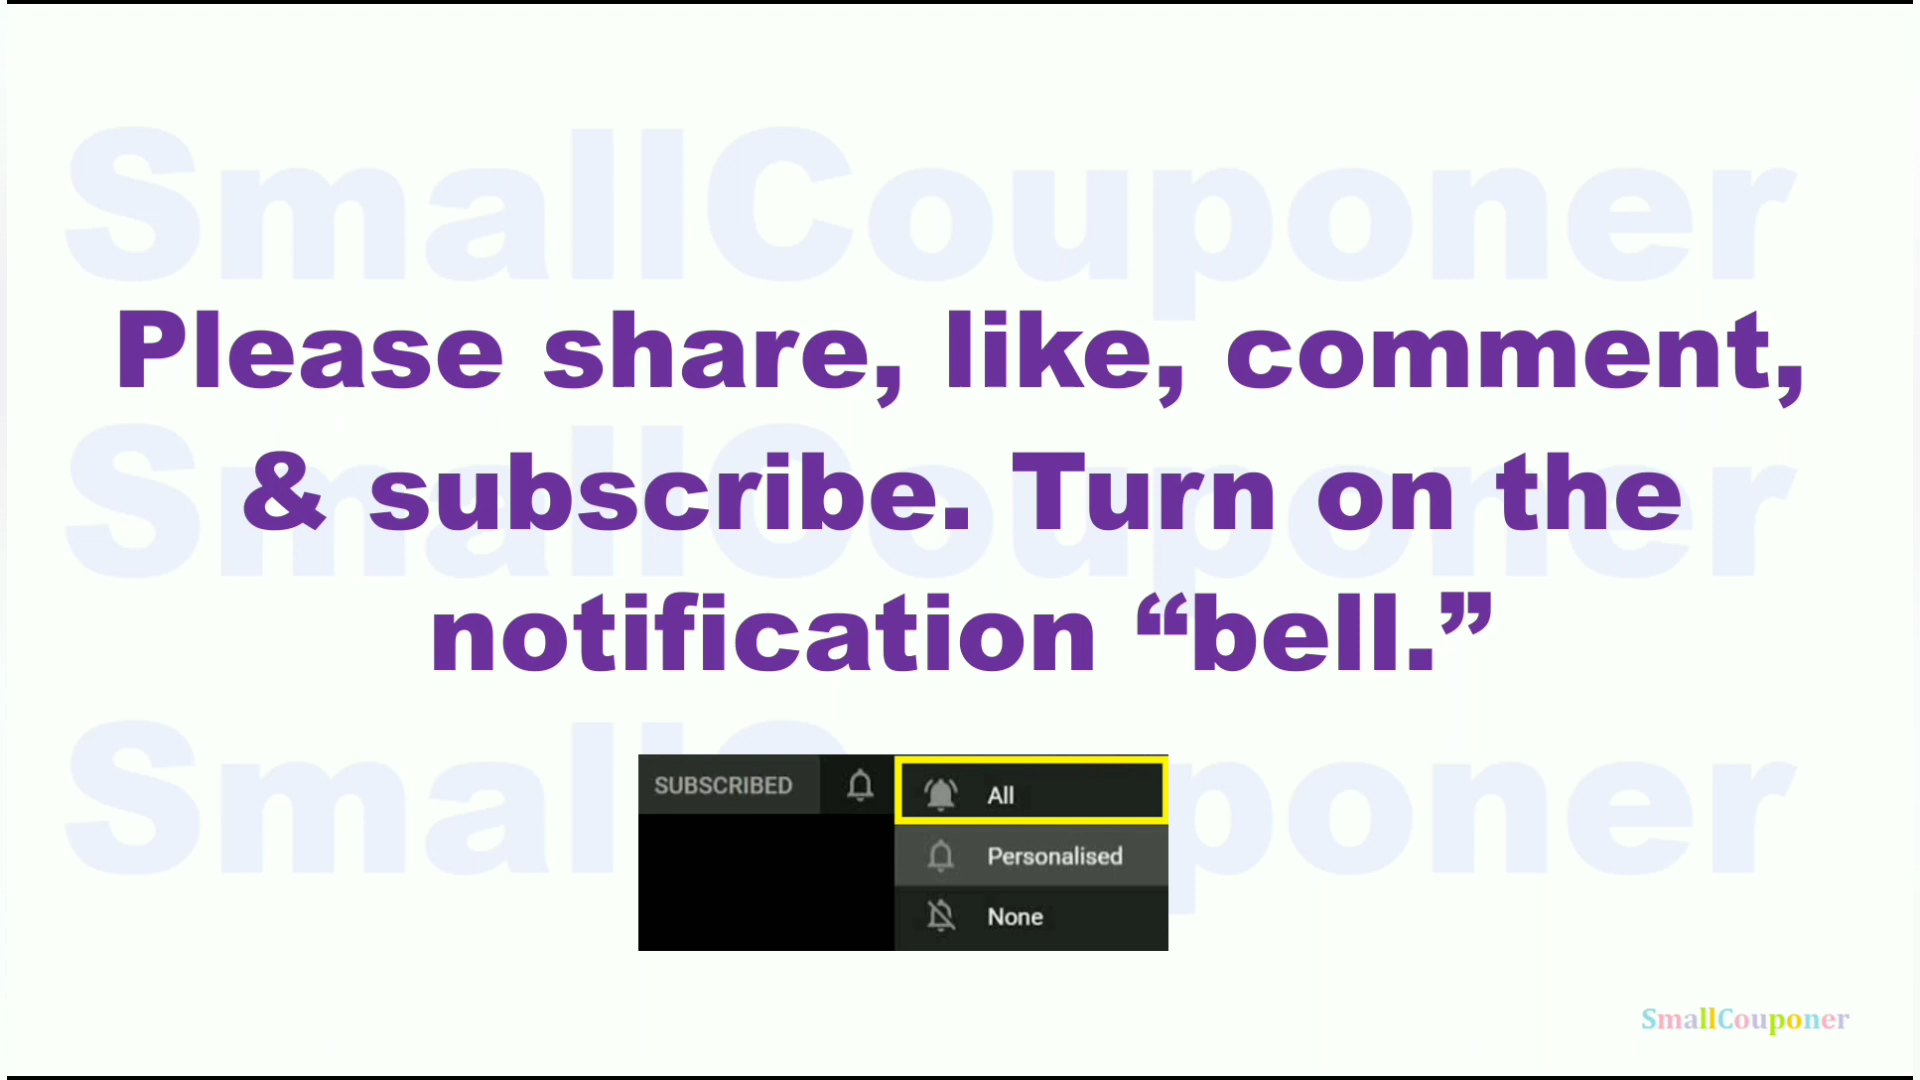 SmallCouponer
Please share, like, comment,
SmallCouponer
& subscribe. Turn on the
notification “bell.”
SmallCouponer
SUBSCRIBED
All
Personalised
None
SmallCouponer